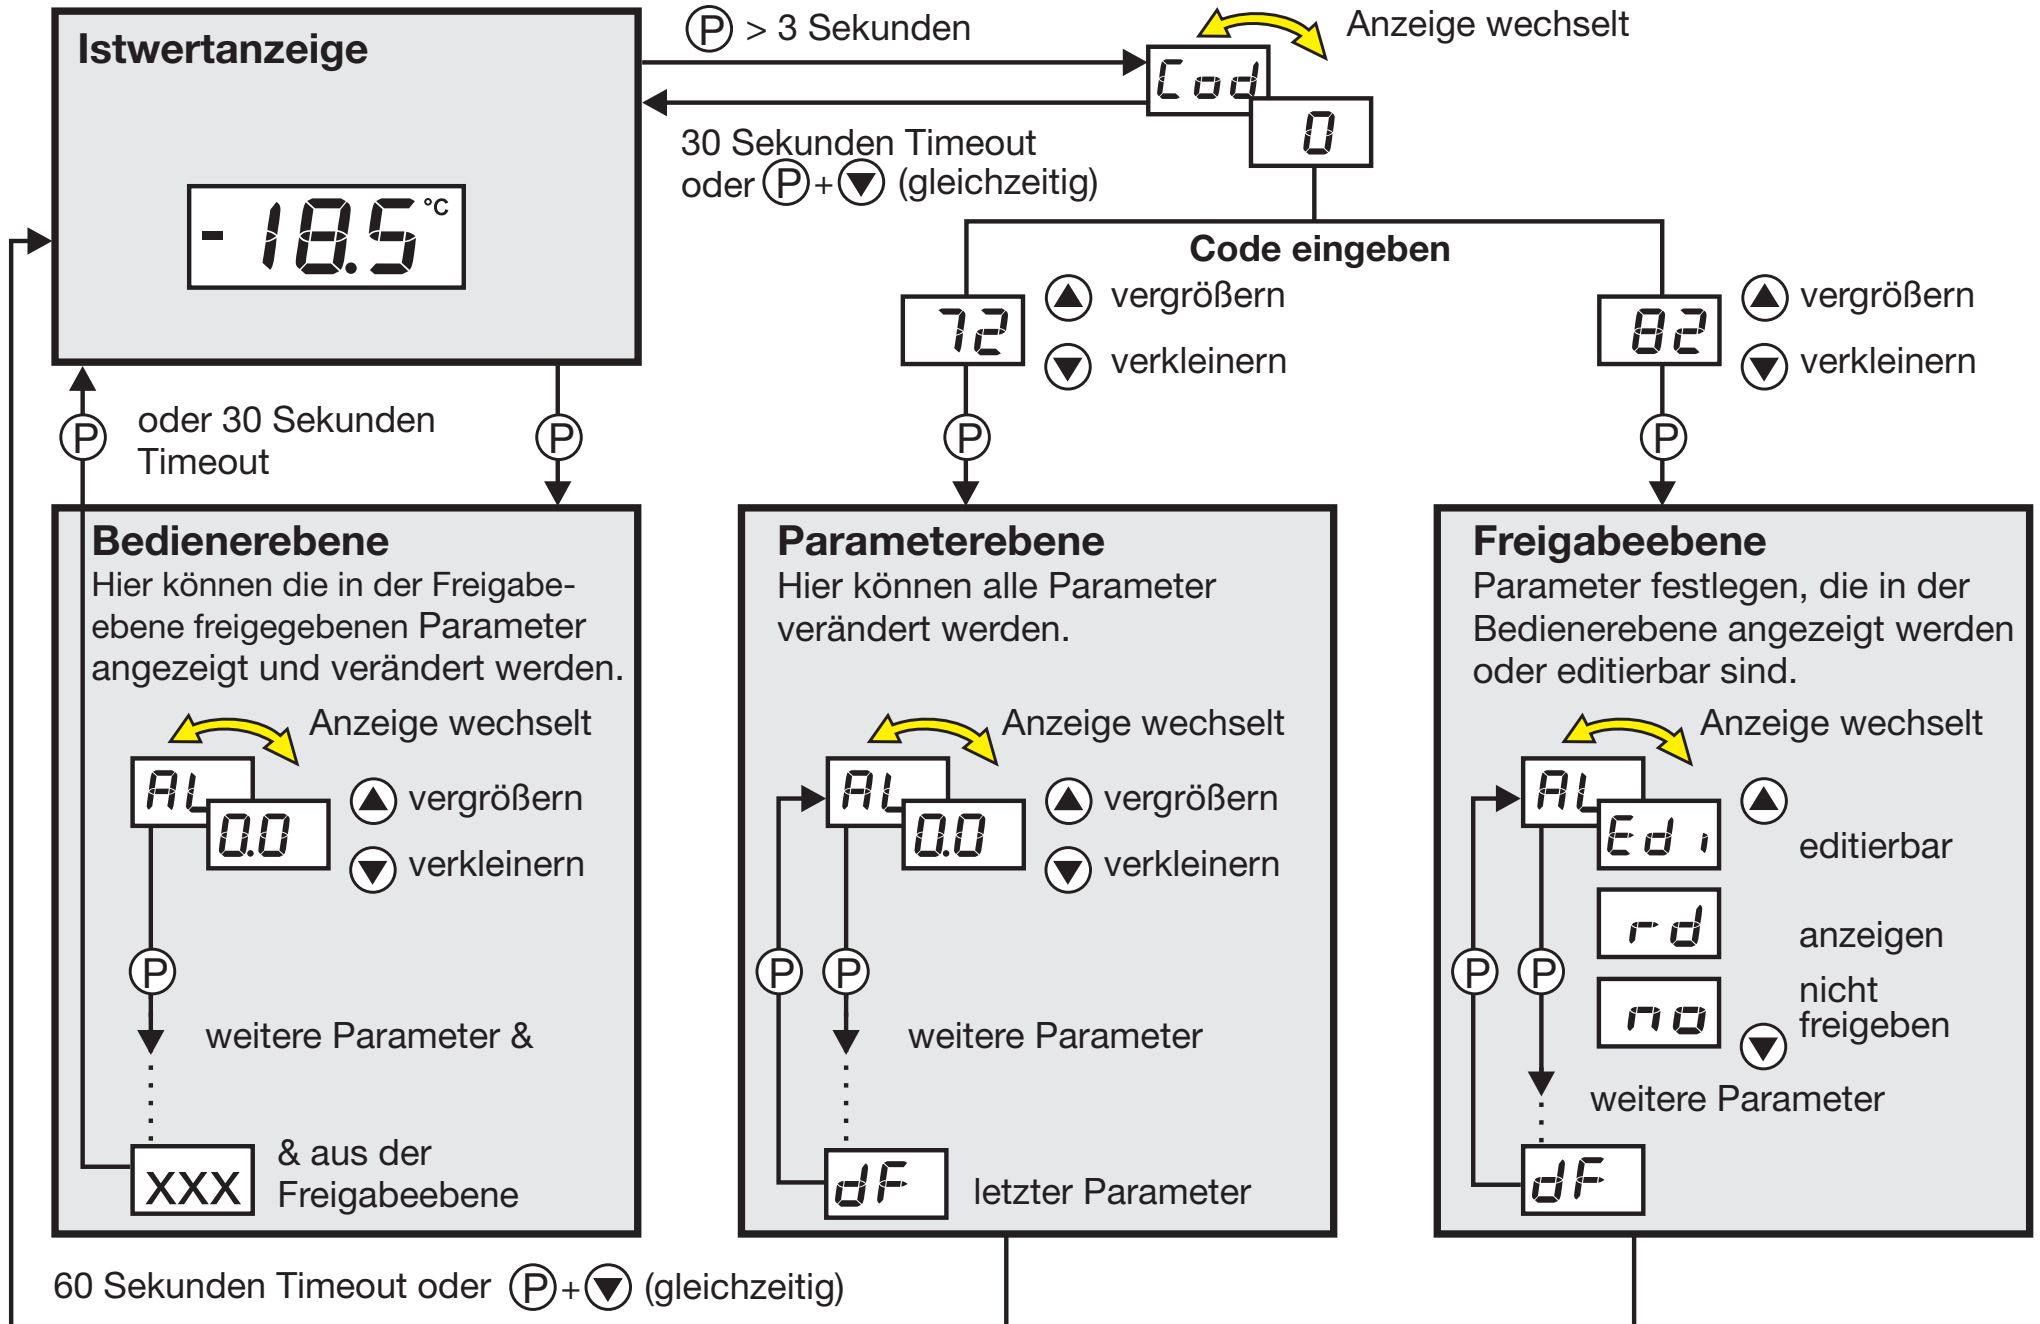 Istwertanzeige
-18.5 °C
P > 3 Sekunden
Anzeige wechselt
Cod
0
30 Sekunden Timeout
oder P+▼ (gleichzeitig)
Code eingeben
72
▲ vergrößern
▼ verkleinern
82
▲ vergrößern
▼ verkleinern
P
oder 30 Sekunden
Timeout
P
P
P
Bedienerebene
Hier können die in der Freigabe-
ebene freigegebenen Parameter
angezeigt und verändert werden.
Anzeige wechselt
AL
0.0
▲ vergrößern
▼ verkleinern
P
weitere Parameter &
xxx
& aus der
Freigabeebene
Parameterebene
Hier können alle Parameter
verändert werden.
Anzeige wechselt
AL
0.0
▲ vergrößern
▼ verkleinern
P
P
weitere Parameter
dF
letzter Parameter
Freigabeebene
Parameter festlegen, die in der
Bedienerebene angezeigt werden
oder editierbar sind.
Anzeige wechselt
AL
Edi
▲
editierbar
rd
anzeigen
P
P
no
nicht
freigeben
▼
weitere Parameter
dF
60 Sekunden Timeout oder P+▼ (gleichzeitig)